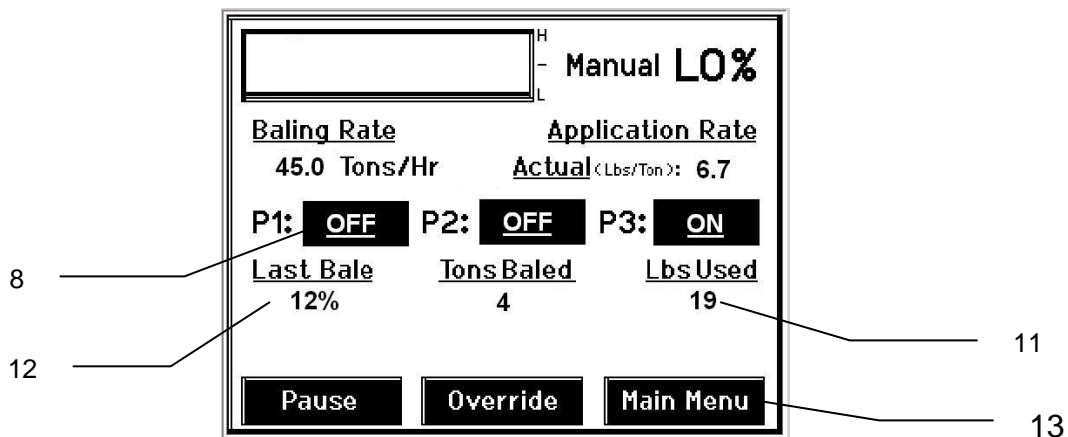 H
– Manual LO%
L
Baling Rate Application Rate
45.0 Tons/Hr Actual (Lbs/Ton): 6.7
P1: OFF P2: OFF P3: ON
8
Last Bale Tons Baled Lbs Used
12% 4 19
12
11
Pause Override Main Menu
13